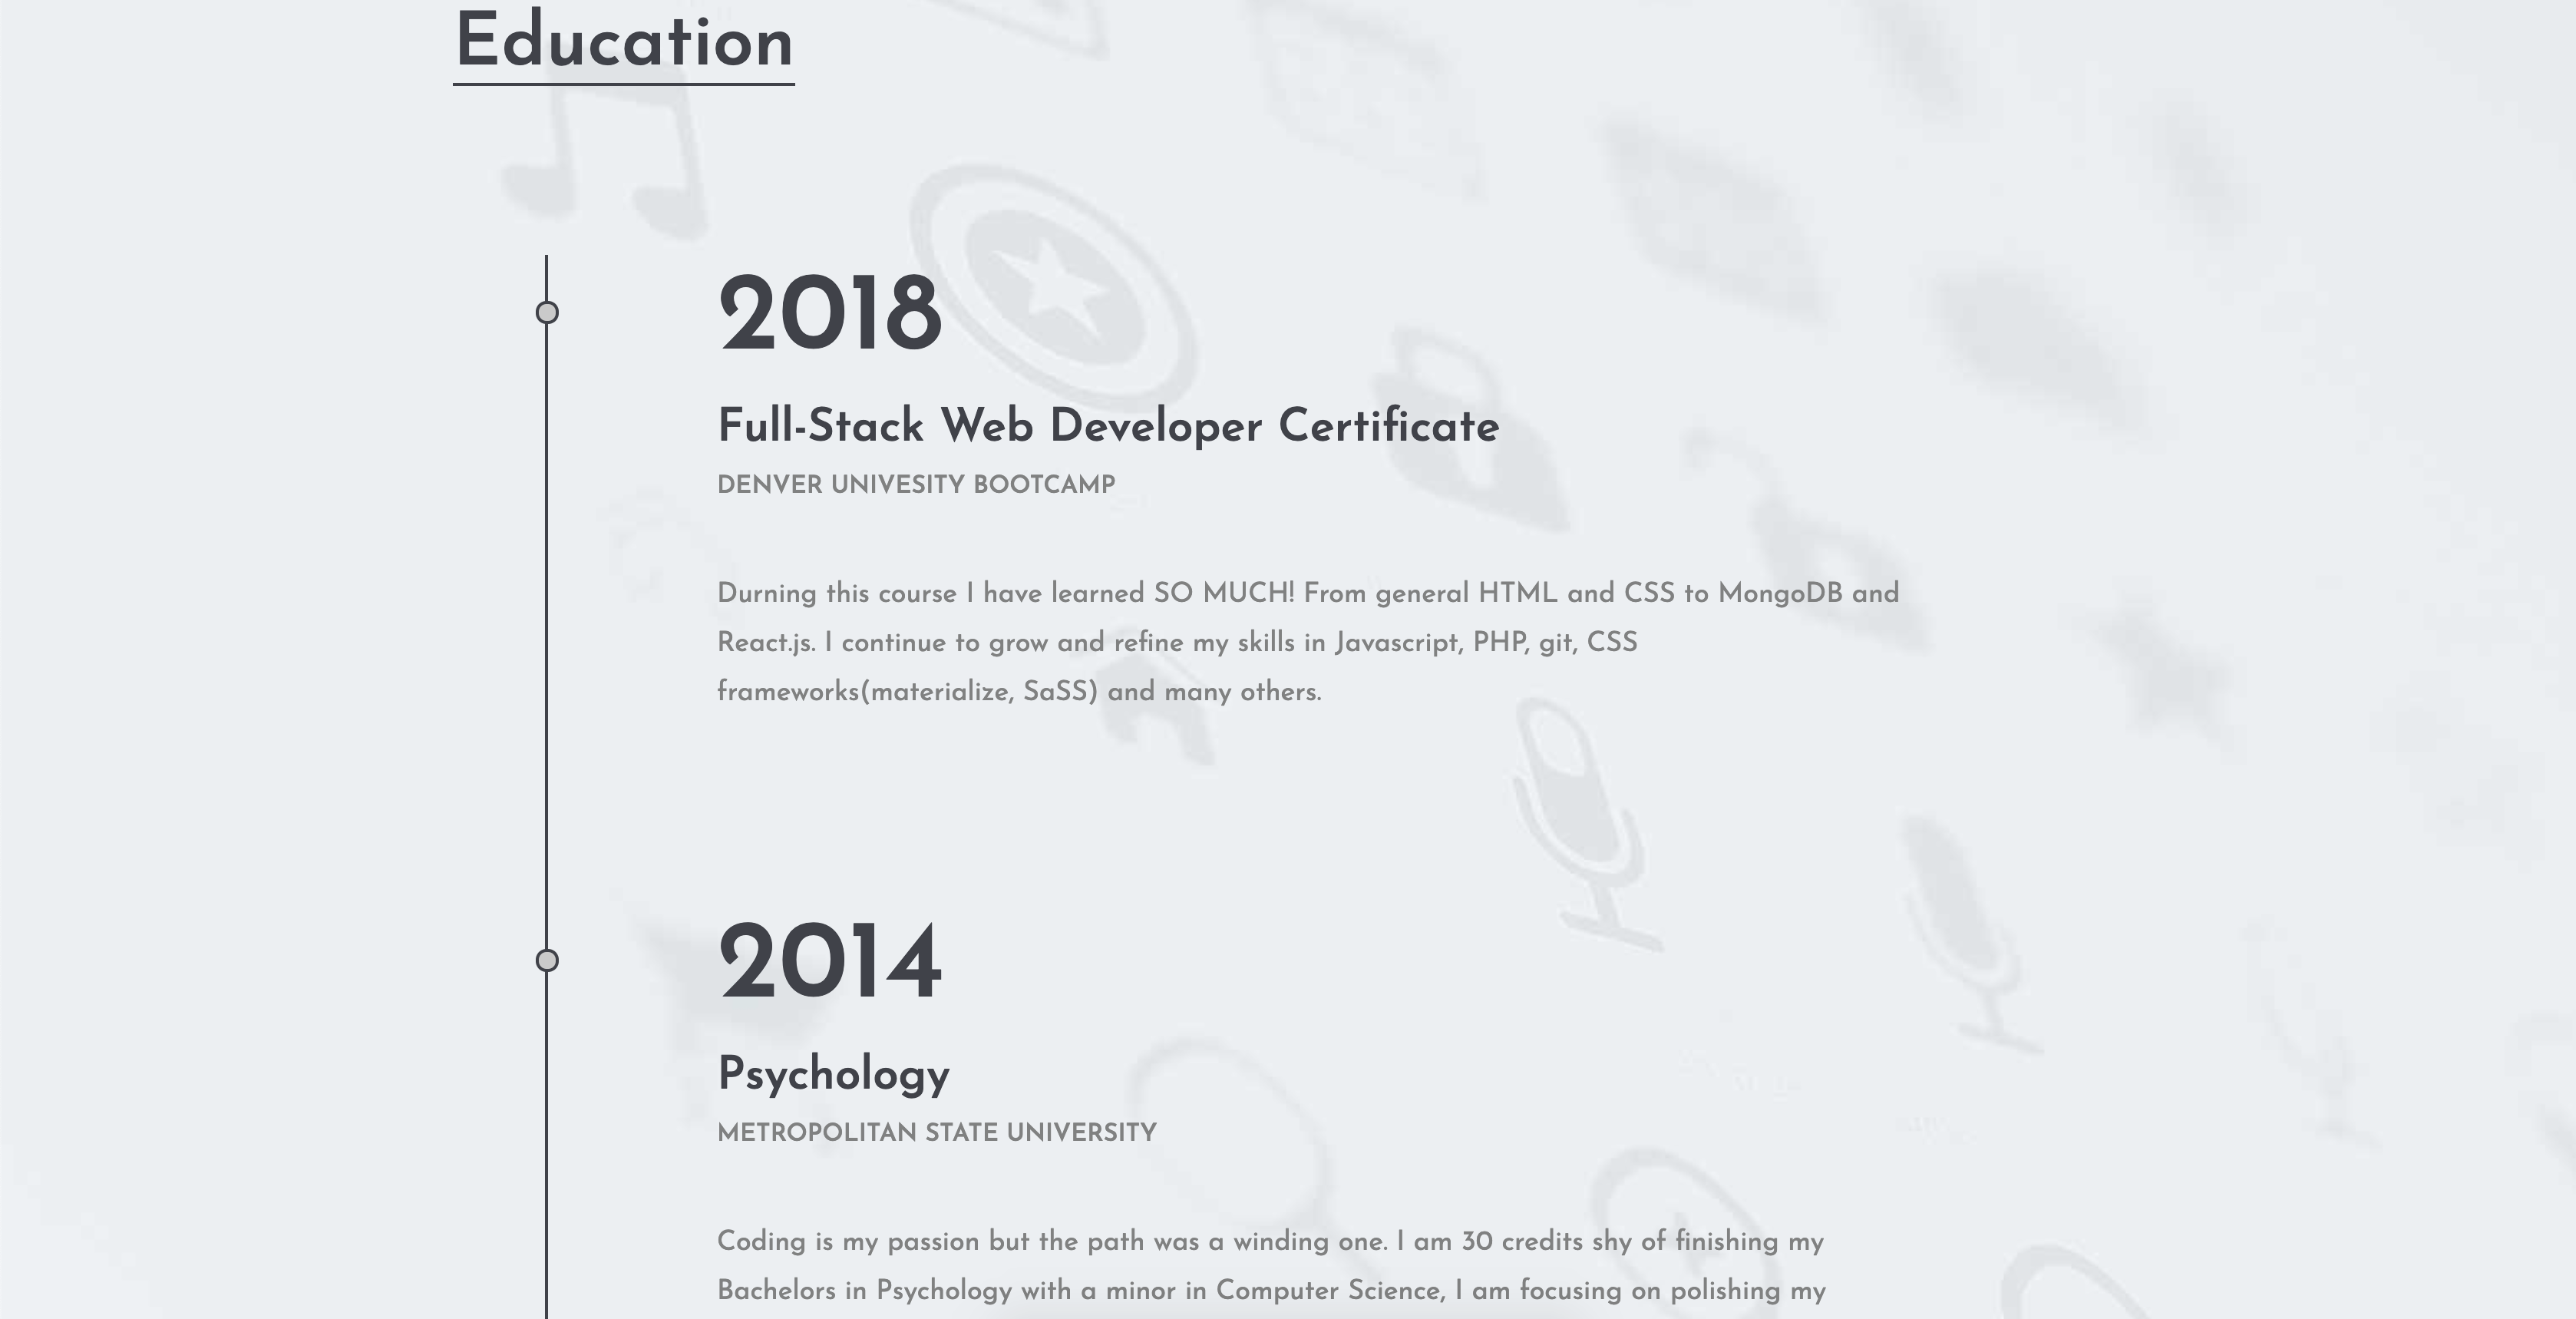 Education
2018
Full-Stack Web Developer Certificate
DENVER UNIVESITY BOOTCAMP
Durning this course I have learned SO MUCH! From general HTML and CSS to MongoDB and
React.js. I continue to grow and refine my skills in Javascript, PHP, git, CSS
frameworks(materialize, SaSS) and many others.
2014
Psychology
METROPOLITAN STATE UNIVERSITY
Coding is my passion but the path was a winding one. I am 30 credits shy of finishing my
Bachelors in Psychology with a minor in Computer Science, I am focusing on polishing my